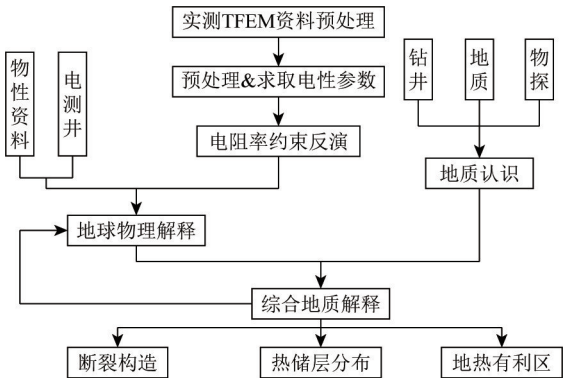 实测TFEM资料预处理
预处理&求取电性参数
电阻率约束反演
物性资料
电测井
钻井
地质
物探
地质认识
地球物理解释
综合地质解释
断裂构造
热储层分布
地热有利区